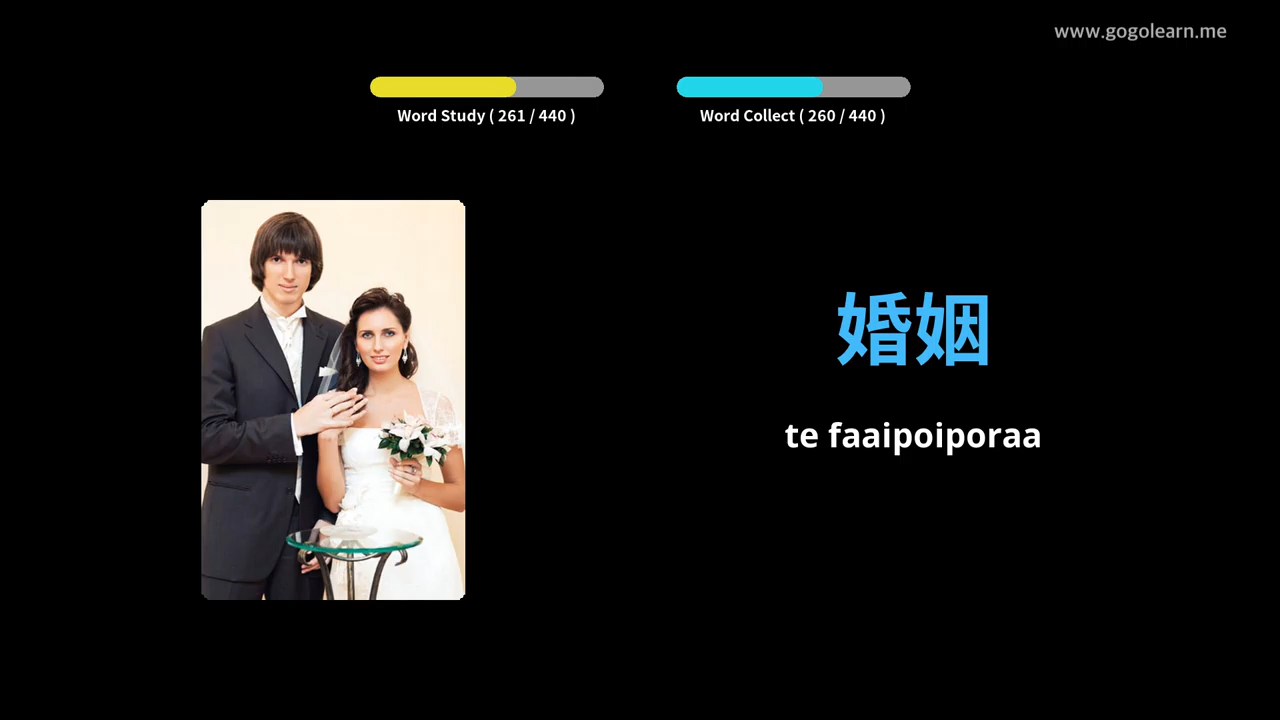 www.gogolearn.me
Word Study ( 261 / 440 )
Word Collect ( 260 / 440 )
婚姻
te faaipoiporaa